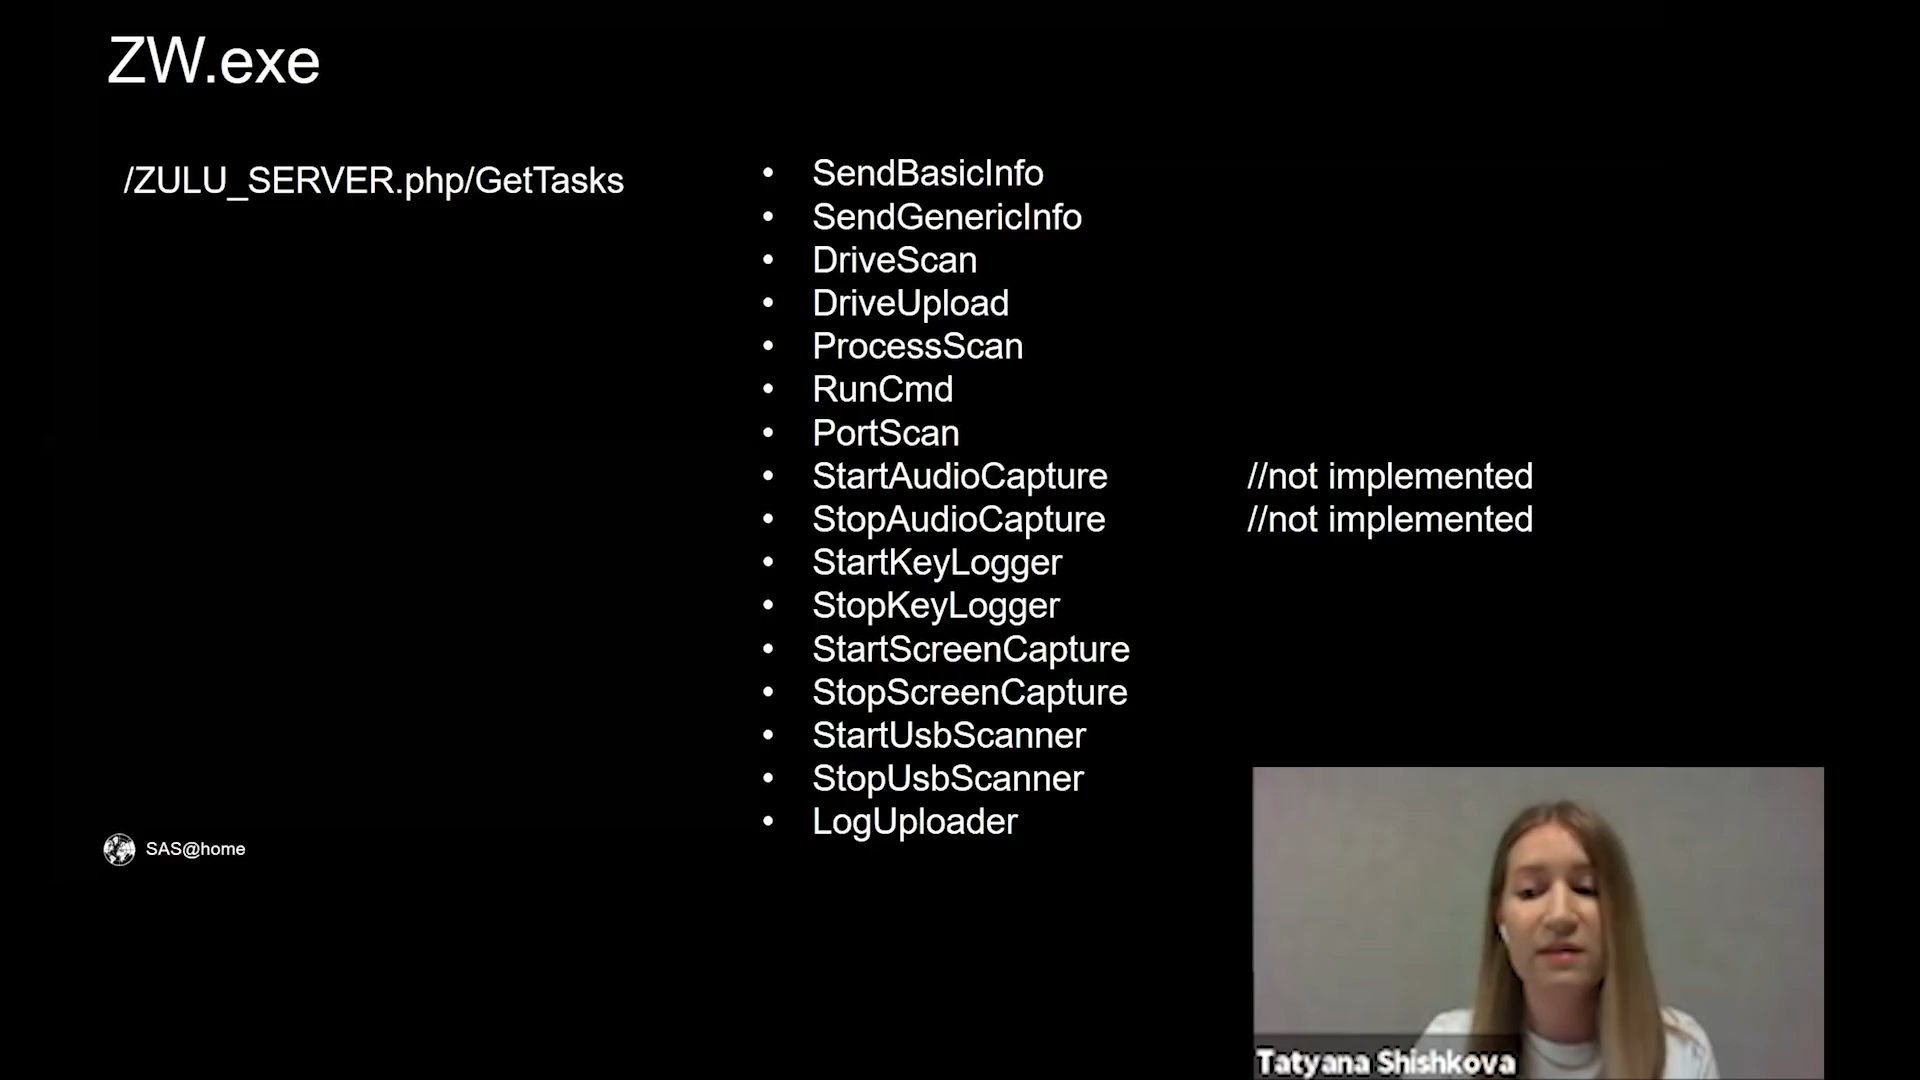 ZW.exe
/ZULU_SERVER.php/GetTasks
• SendBasicInfo
• SendGenericInfo
• DriveScan
• DriveUpload
• ProcessScan
• RunCmd
• PortScan
• StartAudioCapture //not implemented
• StopAudioCapture //not implemented
• StartKeyLogger
• StopKeyLogger
• StartScreenCapture
• StopScreenCapture
• StartUsbScanner
• StopUsbScanner
• LogUploader
SAS@home
Tatyana Shishkova